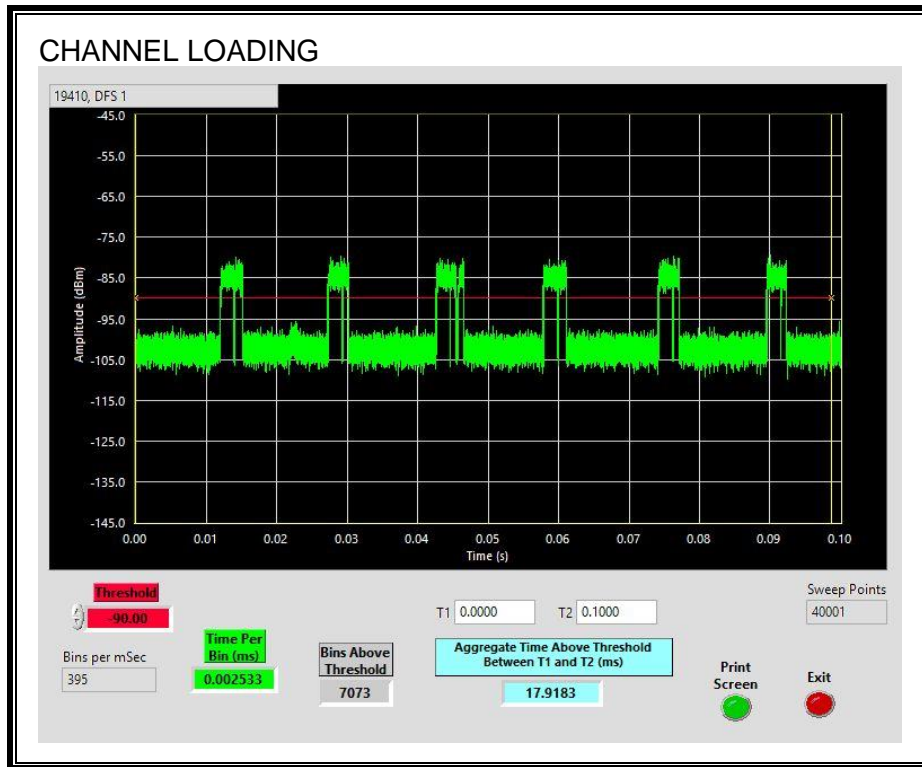 CHANNEL LOADING
19410, DFS 1
-45.0
-55.0
-65.0
-75.0
-85.0
-95.0
-105.0
-115.0
-125.0
-135.0
-145.0
Amplitude (dBm)
0.00 0.01 0.02 0.03 0.04 0.05 0.06 0.07 0.08 0.09 0.10
Time (s)
Threshold
-90.00
Bins per mSec
395
Time Per
Bin (ms)
0.002533
Bins Above
Threshold
7073
T1 0.0000 T2 0.1000
Aggregate Time Above Threshold
Between T1 and T2 (ms)
17.9183
Print
Screen
Sweep Points
40001
Exit